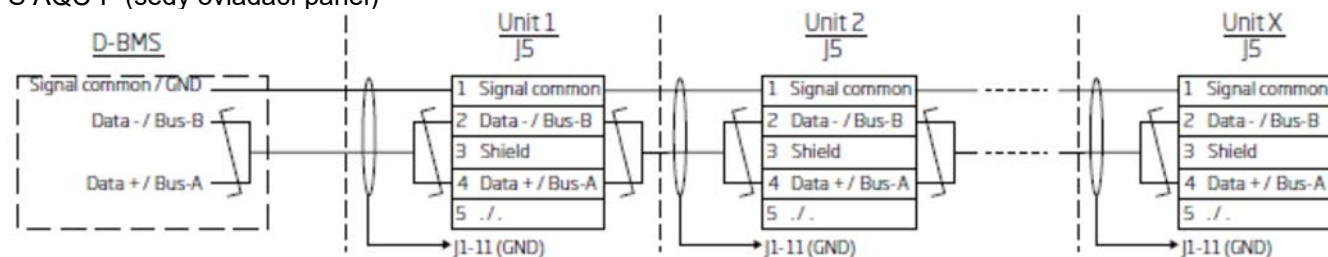 (šedý ovládací panel)
D-BMS
Signal common / GND
Data - / Bus-B
Data + / Bus-A
Unit 1
J5
1 Signal common
2 Data - / Bus-B
3 Shield
4 Data + / Bus-A
5 ./.
J1-11 (GND)
Unit 2
J5
1 Signal common
2 Data - / Bus-B
3 Shield
4 Data + / Bus-A
5 ./.
J1-11 (GND)
Unit X
J5
1 Signal common
2 Data - / Bus-B
3 Shield
4 Data + / Bus-A
5 ./.
J1-11 (GND)